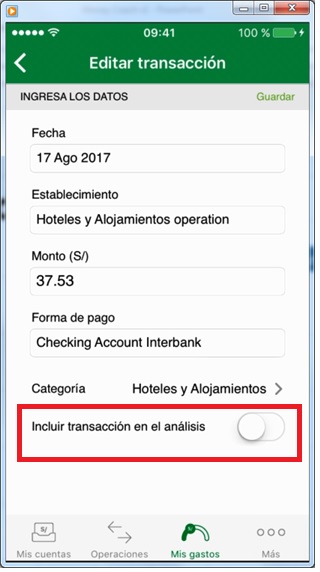 09:41 100 %
Editar transacción
INGRESA LOS DATOS Guardar
Fecha
17 Ago 2017
Establecimiento
Hoteles y Alojamientos operation
Monto (S/)
37.53
Forma de pago
Checking Account Interbank
Categoría Hoteles y Alojamientos
Incluir transacción en el análisis
S/
Mis cuentas Operaciones Mis gastos Más